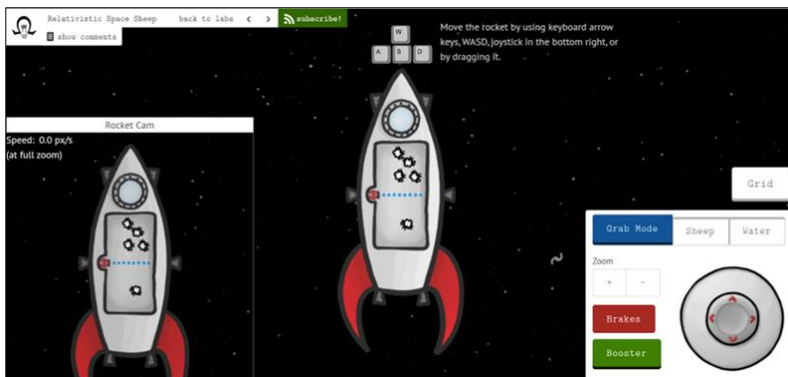 Relativistic Space Sheep back to labs < > subscribe!
show comments
W
A S D
Move the rocket by using keyboard arrow
keys, WASD, joystick in the bottom right, or
by dragging it.
Rocket Cam
Speed: 0.0 px/s
(at full zoom)
Grid
Grab Mode Sheep Water
Zoom
+ -
Brakes
Booster